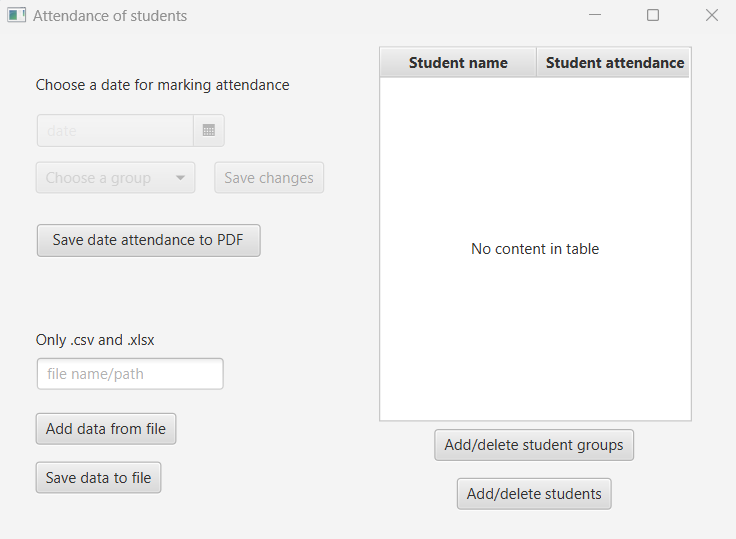 Attendance of students
Choose a date for marking attendance
date
Choose a group
Save changes
Save date attendance to PDF
Only .csv and .xlsx
file name/path
Add data from file
Save data to file
Student name
Student attendance
No content in table
Add/delete student groups
Add/delete students